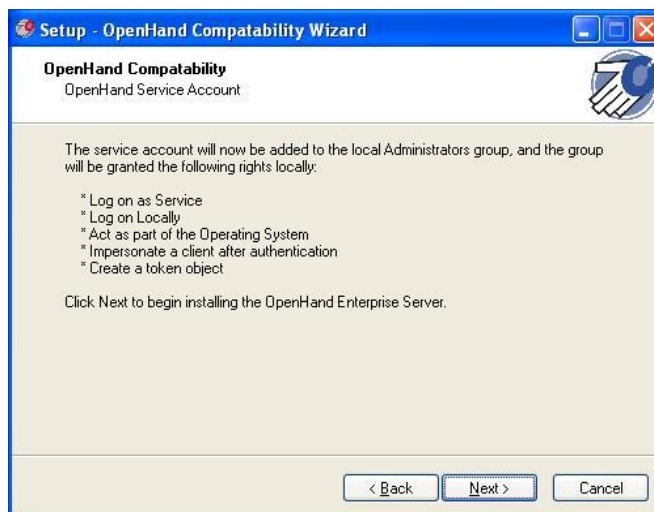 Setup - OpenHand Compatability Wizard
OpenHand Compatability
OpenHand Service Account
The service account will now be added to the local Administrators group, and the group
will be granted the following rights locally:
* Log on as Service
* Log on Locally
* Act as part of the Operating System
* Impersonate a client after authentication
* Create a token object
Click Next to begin installing the OpenHand Enterprise Server.
< Back
Next >
Cancel